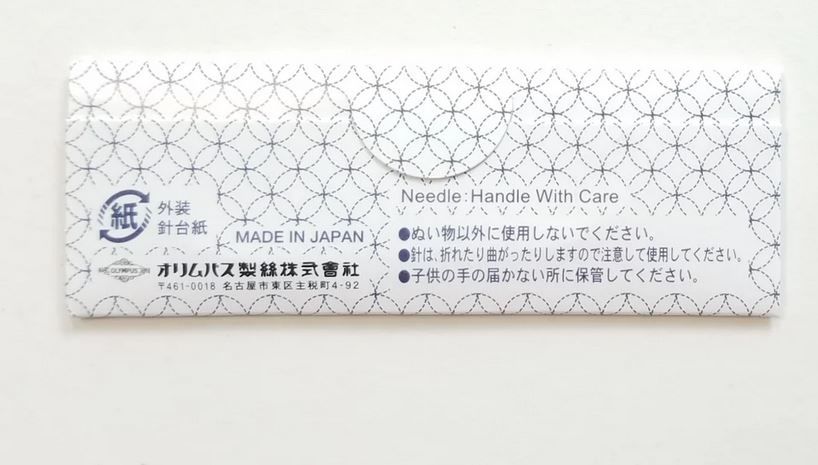 紙
外装
針台紙
MADE IN JAPAN
OLYMPUS
オリムパス製絲株式會社
〒461-0018 名古屋市東区主税町4-92
Needle:Handle With Care
●ぬい物以外に使用しないでください。
●針は、折れたり曲がったりしますので注意して使用してください。
●子供の手の届かない所に保管してください。